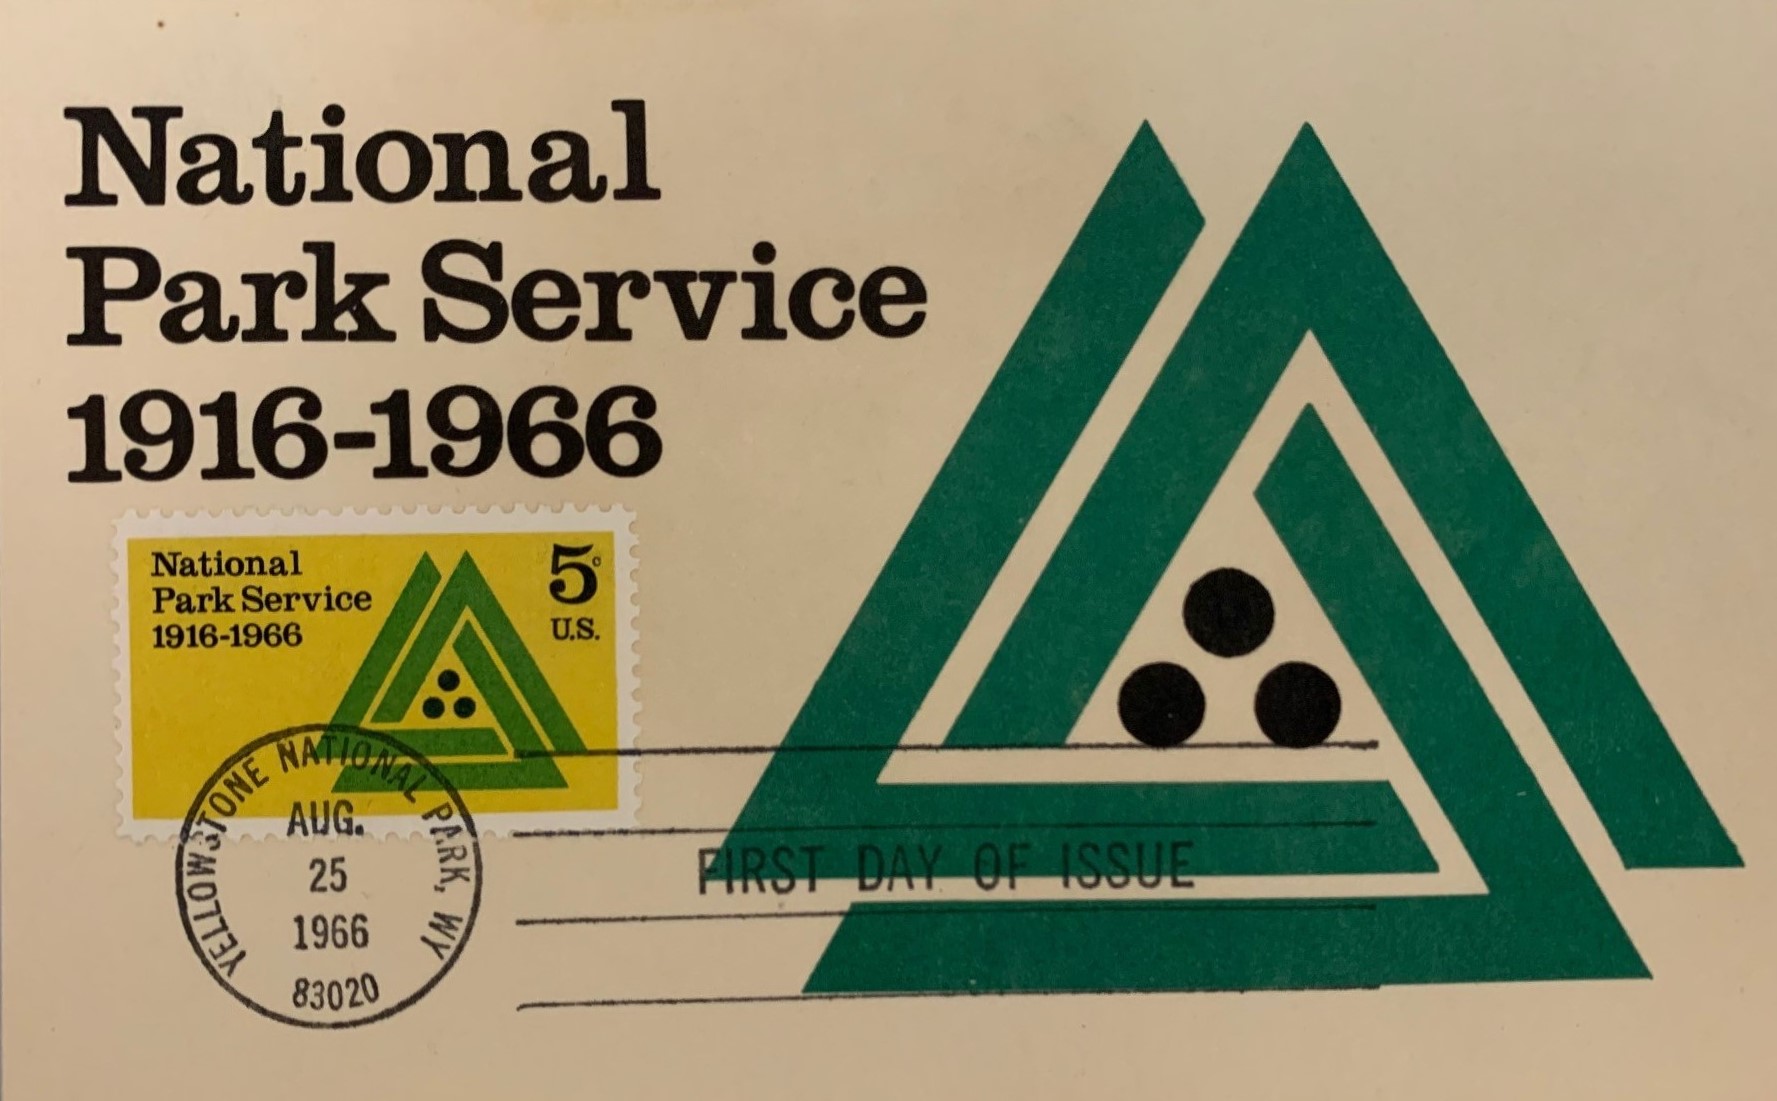 National
Park Service
1916-1966
National
Park Service
1916-1966
5c
U.S.
YELLOWSTONE NATIONAL PARK, WY
AUG.
25
1966
83020
FIRST DAY OF ISSUE